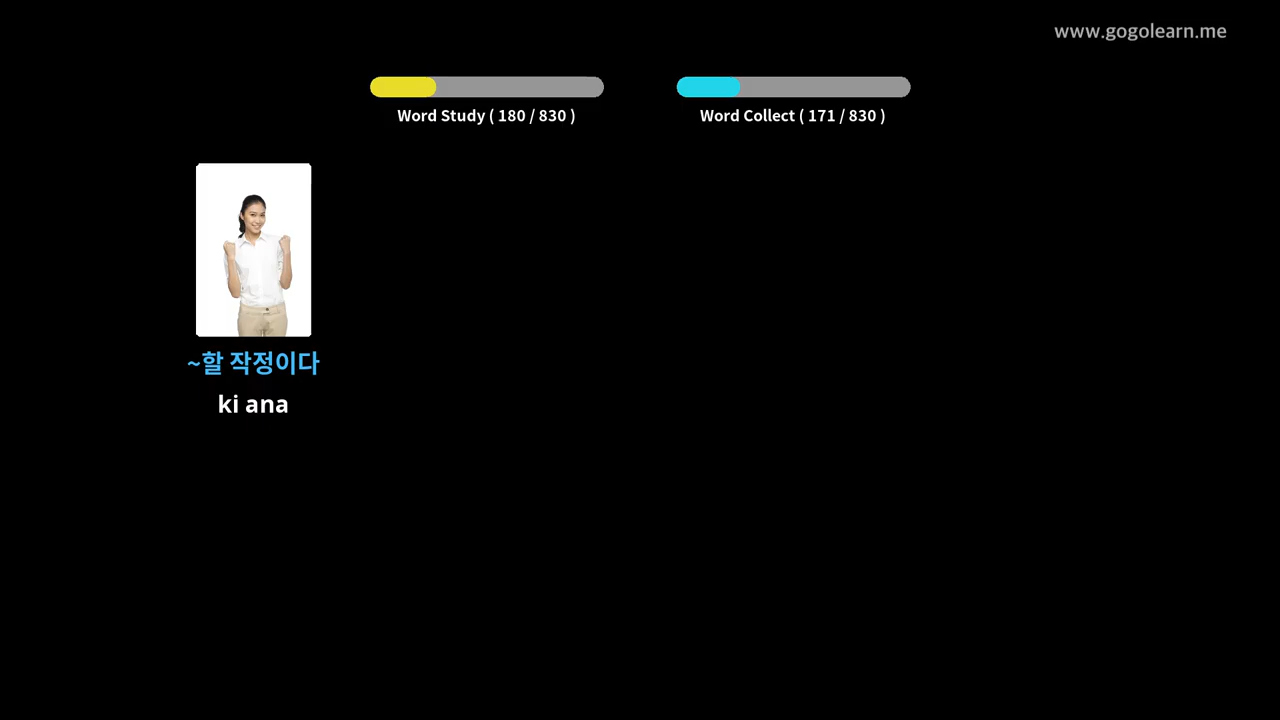 www.gogolearn.me
Word Study ( 180 / 830 )
Word Collect ( 171 / 830 )
~할 작정이다
ki ana